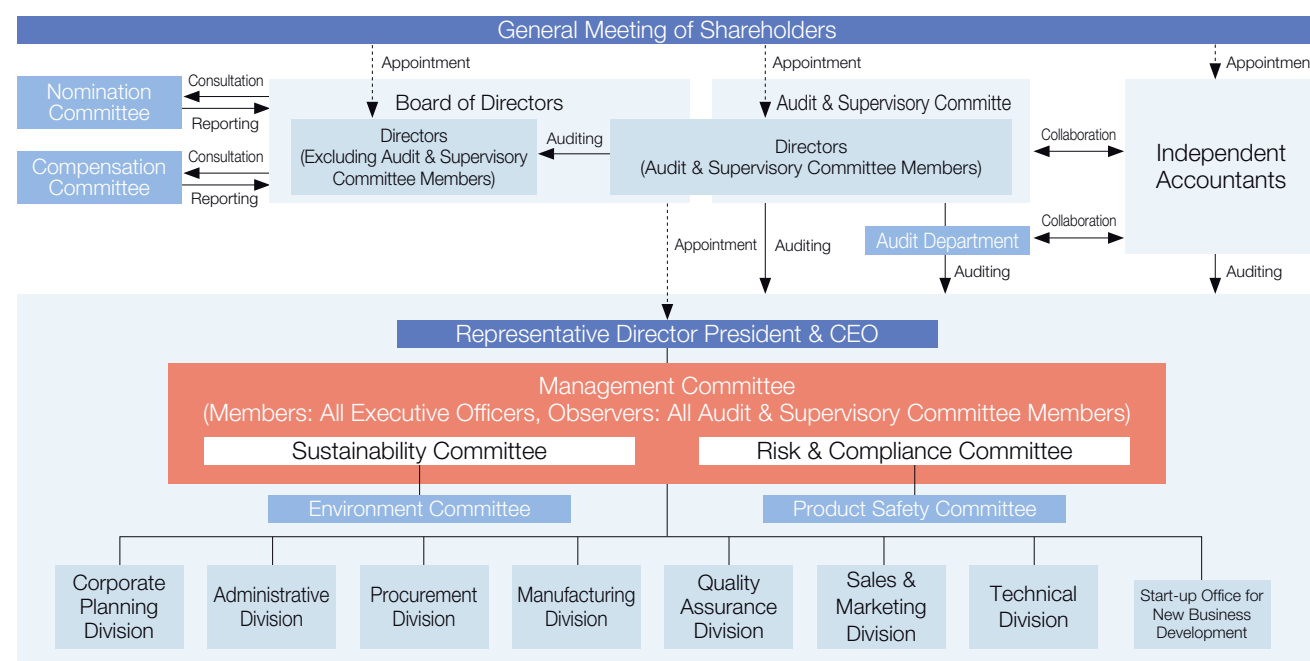 General Meeting of Shareholders
Appointment
Appointment
Appointmen
Nomination
Committee
Consultation
Reporting
Compensation
Committee
Consultation
Reporting
Board of Directors
Directors
(Excluding Audit & Supervisory
Committee Members)
Auditing
Audit & Supervisory Committe
Directors
(Audit & Supervisory Committee Members)
Collaboration
Independent
Accountants
Collaboration
Audit Department
Appointment
Auditing
Auditing
Auditing
Representative Director President & CEO
Management Committee
(Members: All Executive Officers, Observers: All Audit & Supervisory Committee Members)
Sustainability Committee
Risk & Compliance Committee
Environment Committee
Product Safety Committee
Corporate
Planning
Division
Administrative
Division
Procurement
Division
Manufacturing
Division
Quality
Assurance
Division
Sales &
Marketing
Division
Technical
Division
Start-up Office for
New Business
Development